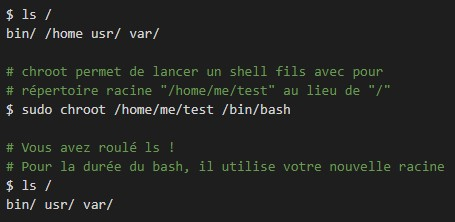 $ ls /
bin/ /home usr/ var/
# chroot permet de lancer un shell fils avec pour
# répertoire racine "/home/me/test" au lieu de "/"
$ sudo chroot /home/me/test /bin/bash
# Vous avez roulé ls !
# Pour la durée du bash, il utilise votre nouvelle racine
$ ls /
bin/ usr/ var/